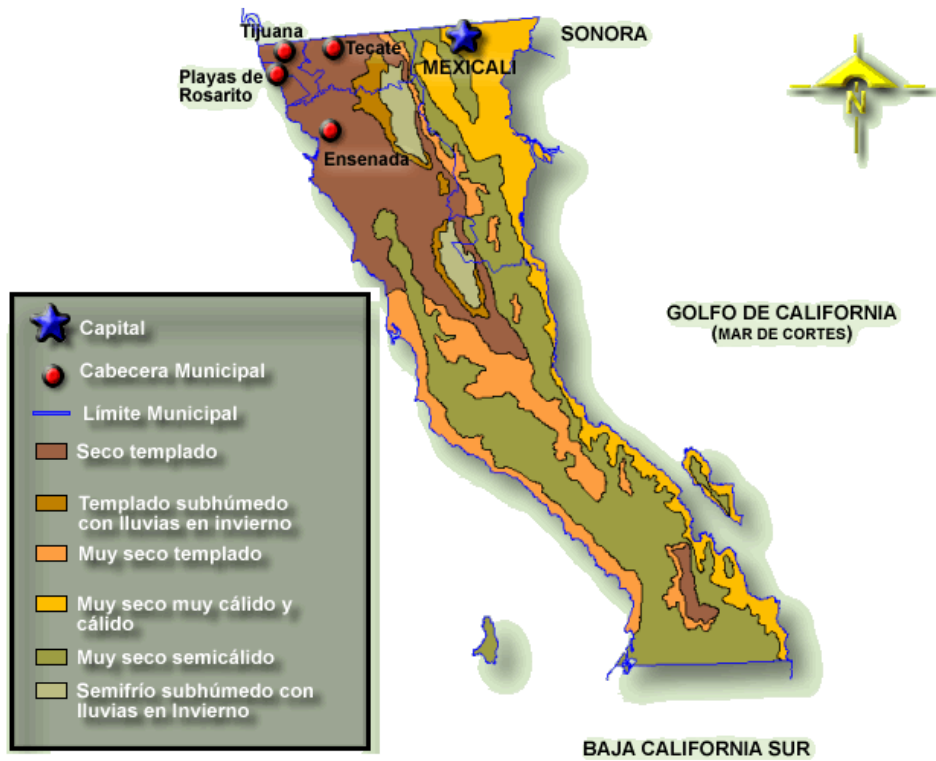 Tijuana
Tecate
SONORA
MEXICALI
Playas de
Rosarito
N
Ensenada
GOLFO DE CALIFORNIA
(MAR DE CORTES)
Capital
Cabecera Municipal
Límite Municipal
Seco templado
Templado subhúmedo
con lluvias en invierno
Muy seco templado
Muy seco muy cálido y
cálido
Muy seco semicálido
Semifrío subhúmedo con
lluvias en Invierno
BAJA CALIFORNIA SUR